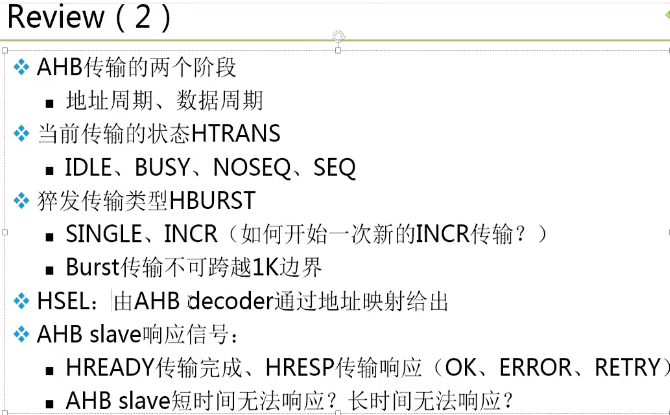 Review（2）
AHB传输的两个阶段
地址周期、数据周期
当前传输的状态HTRANS
IDLE、BUSY、NOSEQ、SEQ
猝发传输类型HBURST
SINGLE、INCR（如何开始一次新的INCR传输？）
Burst传输不可跨越1K边界
HSEL：由AHB decoder通过地址映射给出
AHB slave响应信号：
HREADY传输完成、HRESP传输响应（OK、ERROR、RETRY）
AHB slave短时间无法响应？长时间无法响应？